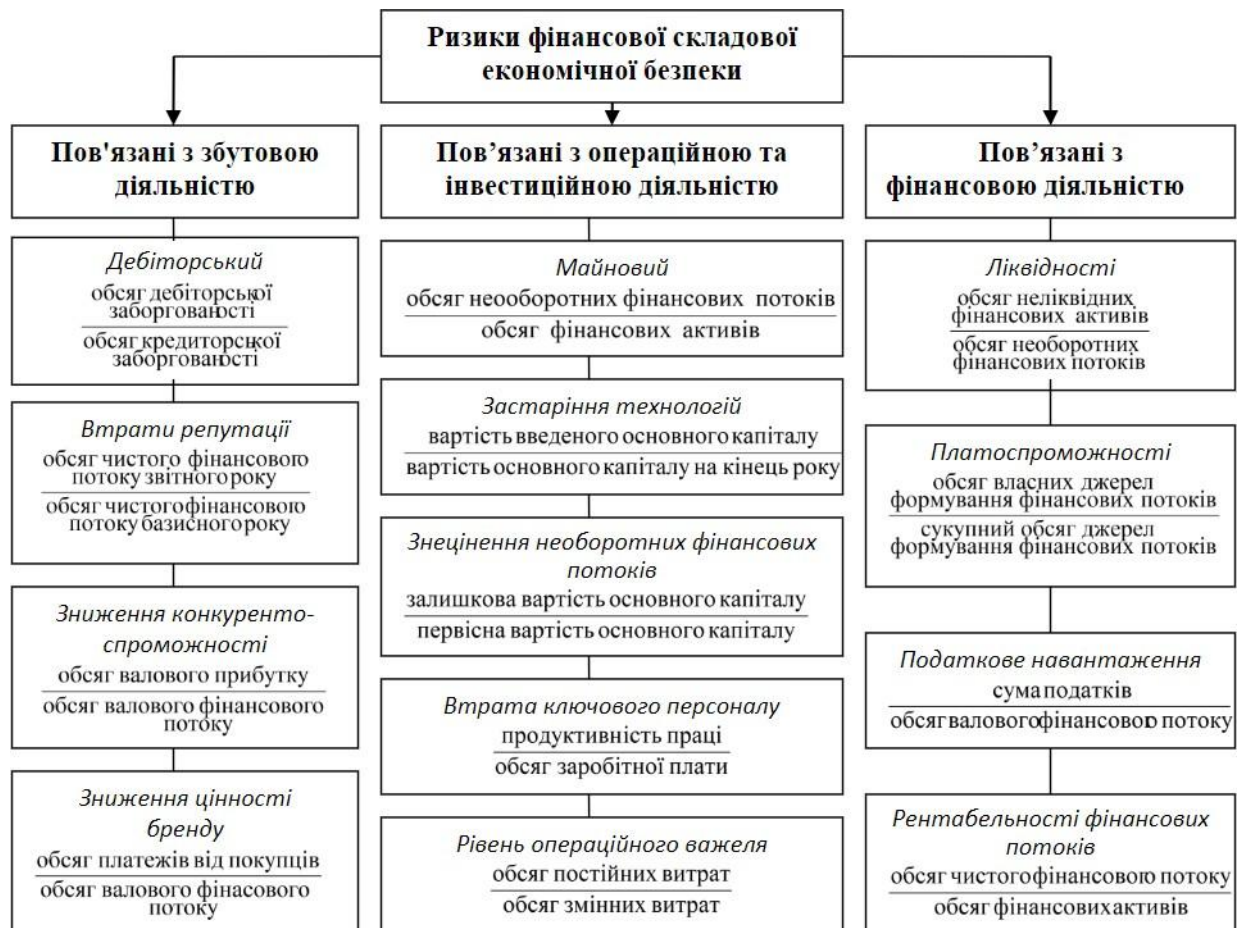 Ризики фінансової складової
економічної безпеки
Пов'язані з збутовою
діяльністю
Дебіторський
обсяг дебіторської
заборгованості
обсяг кредиторської
заборгованості
Втрати репутації
обсяг чистого фінансового
потоку звітного року
обсяг чистого фінансового
потоку базисного року
Зниження конкуренто-
спроможності
обсяг валового прибутку
обсяг валового фінансового
потоку
Зниження цінності
бренду
обсяг платежів від покупців
обсяг валового фінасового
потоку
Пов’язані з операційною та
інвестиційною діяльністю
Майновий
обсяг неооборотних фінансових потоків
обсяг фінансових активів
Застаріння технологій
вартість введеного основного капіталу
вартість основного капіталу на кінець року
Знецінення необоротних фінансових
потоків
залишкова вартість основного капіталу
первісна вартість основного капіталу
Втрата ключового персоналу
продуктивність праці
обсяг заробітної плати
Рівень операційного важеля
обсяг постійних витрат
обсяг змінних витрат
Пов’язані з
фінансовою діяльністю
Ліквідності
обсяг неліквідних
фінансових активів
обсяг необоротних
фінансових потоків
Платоспроможності
обсяг власних джерел
формування фінансових потоків
сукупний обсяг джерел
формування фінансових потоків
Податкове навантаження
сума податків
обсяг валового фінансового потоку
Рентабельності фінансових
потоків
обсяг чистого фінансового потоку
обсяг фінансових активів